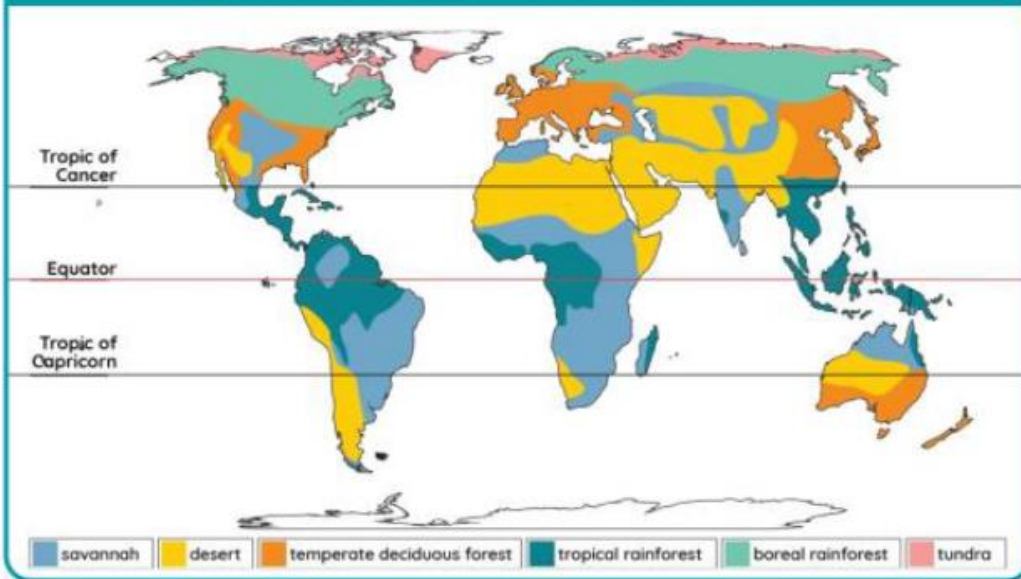 Tropic of
Cancer
Equator
Tropic of
Capricorn
savannah
desert
temperate deciduous forest
tropical rainforest
boreal rainforest
tundra